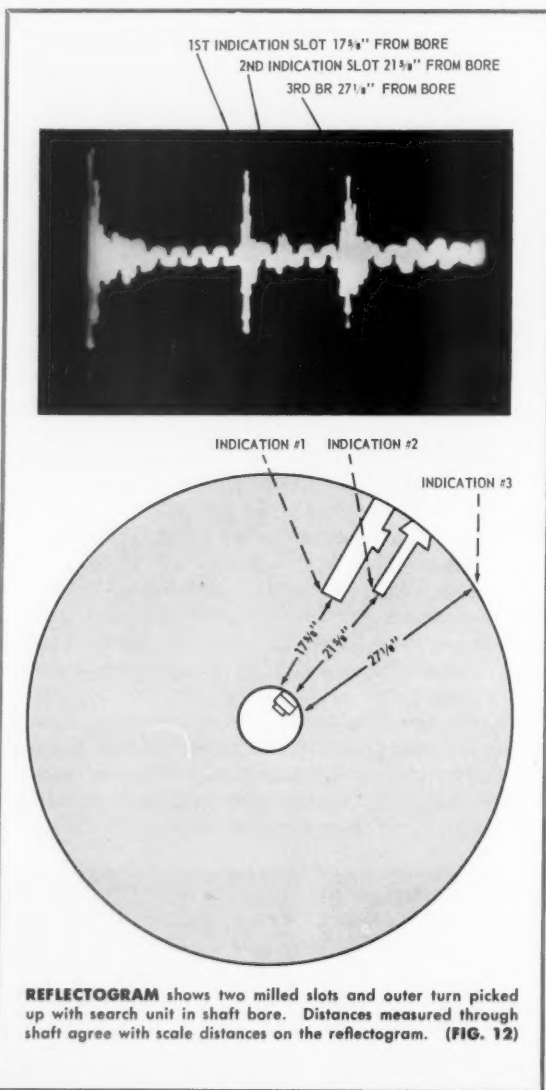 1ST INDICATION SLOT 17⅝" FROM BORE
2ND INDICATION SLOT 21⅜" FROM BORE
3RD BR 27⅛" FROM BORE
INDICATION #1 INDICATION #2
INDICATION #3
17⅝"
21⅜"
27⅛"
REFLECTOGRAM shows two milled slots and outer turn picked
up with search unit in shaft bore. Distances measured through
shaft agree with scale distances on the reflectogram. (FIG. 12)